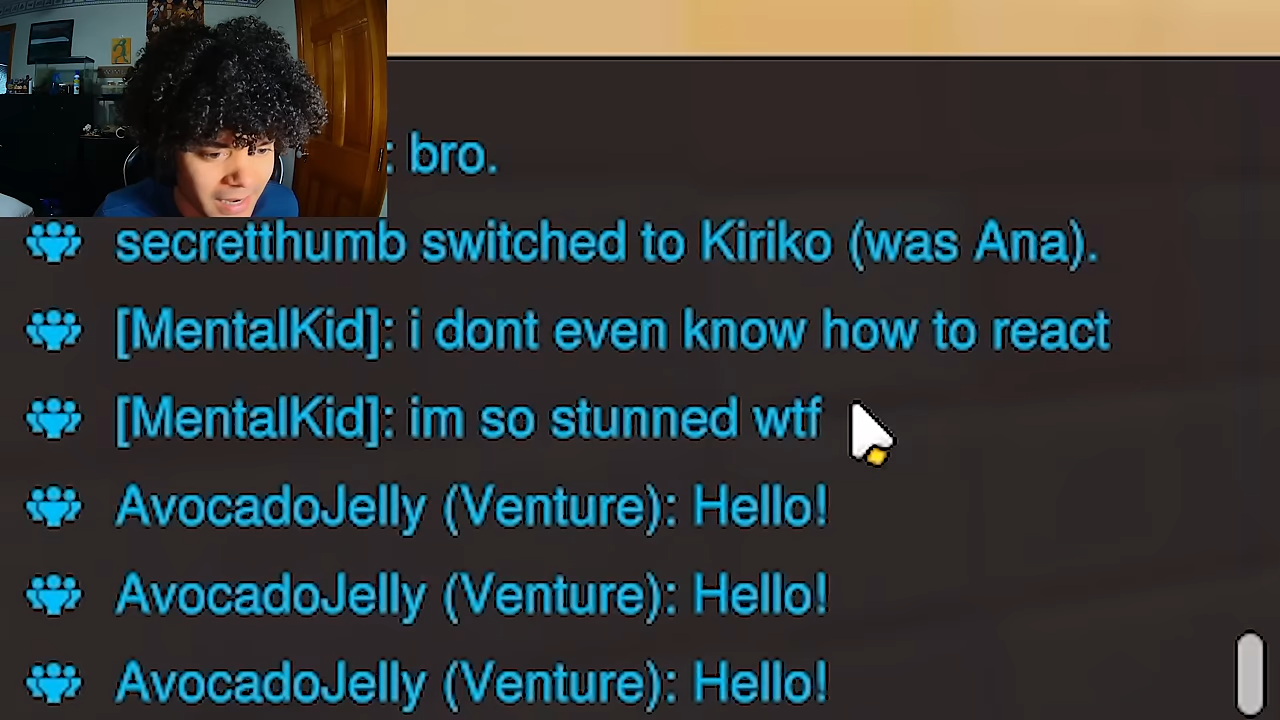 : bro.
secretthumb switched to Kiriko (was Ana).
[MentalKid]: i dont even know how to react
[MentalKid]: im so stunned wtf
AvocadoJelly (Venture): Hello!
AvocadoJelly (Venture): Hello!
AvocadoJelly (Venture): Hello!